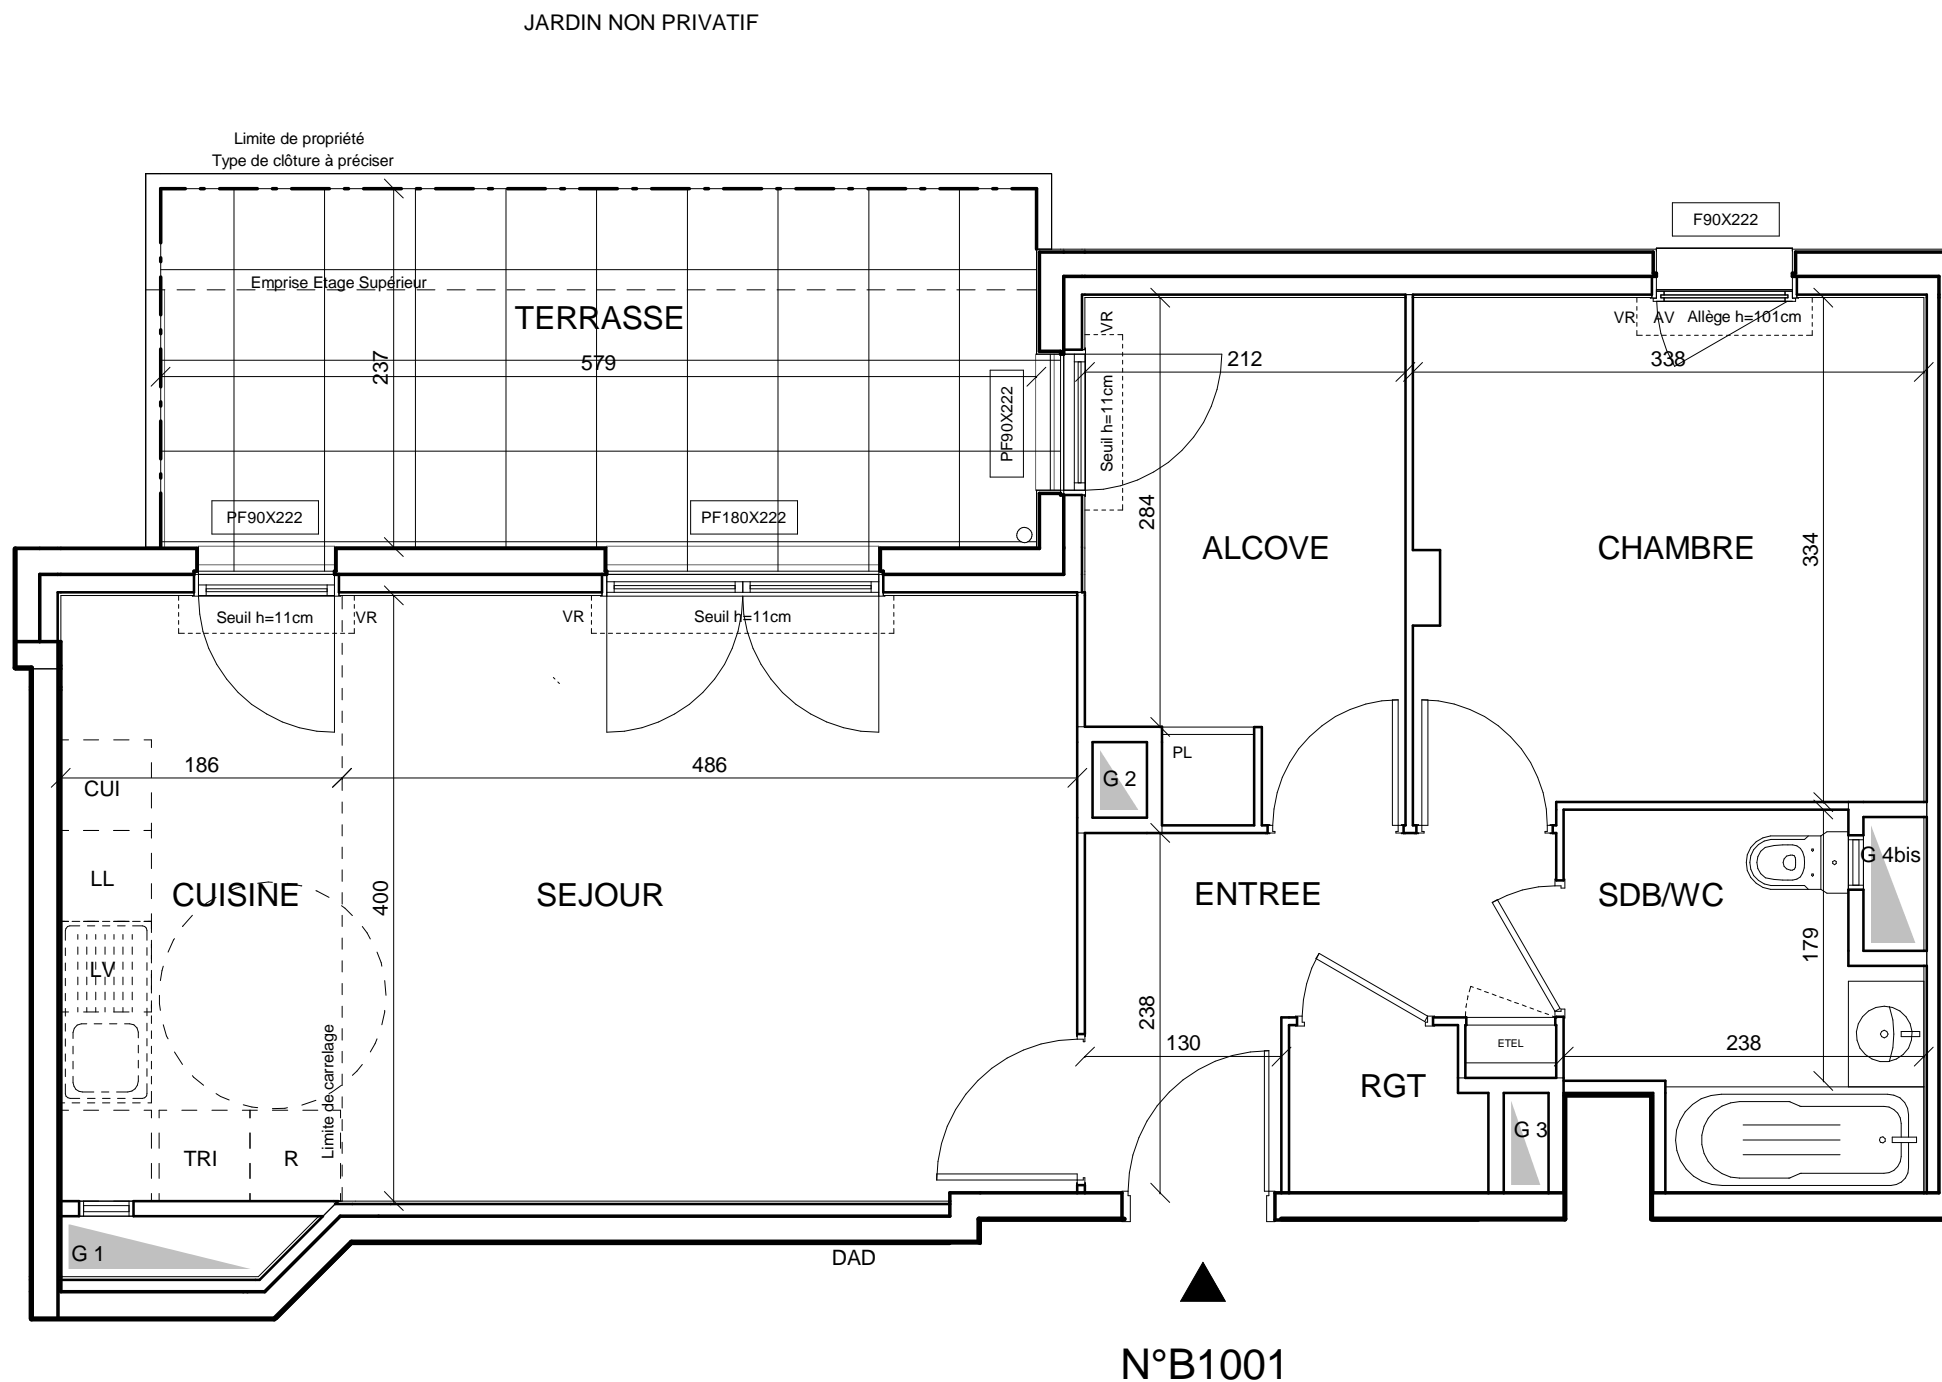 JARDIN NON PRIVATIF
Limite de propriété
Type de clôture à préciser
F90X222
Emprise Etage Supérieur
TERRASSE
237
579
PF90X222
VR
Seuil h=11cm
212
VR
AV
Allège h=101cm
338
PF90X222
PF180X222
284
ALCOVE
CHAMBRE
334
Seuil h=11cm
VR
VR
Seuil h=11cm
186
486
PL
G 2
CUI
LL
CUISINE
400
SEJOUR
ENTREE
SDB/WC
G 4bis
179
LV
238
130
ETEL
238
Limite de carrelage
RGT
TRI
R
G 3
G 1
DAD
N°B1001